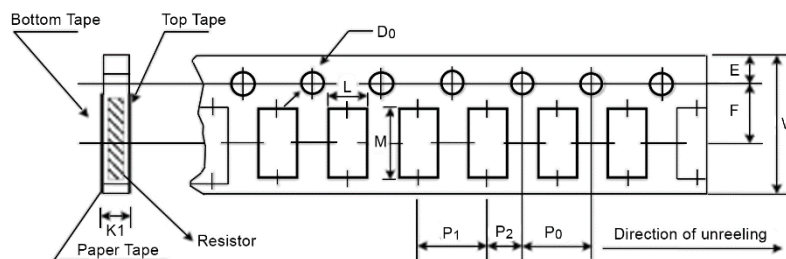 Bottom Tape
Top Tape
D0
E
L
F
W
M
K1
P1
P2
P0
Direction of unreeling
Resistor
Paper Tape